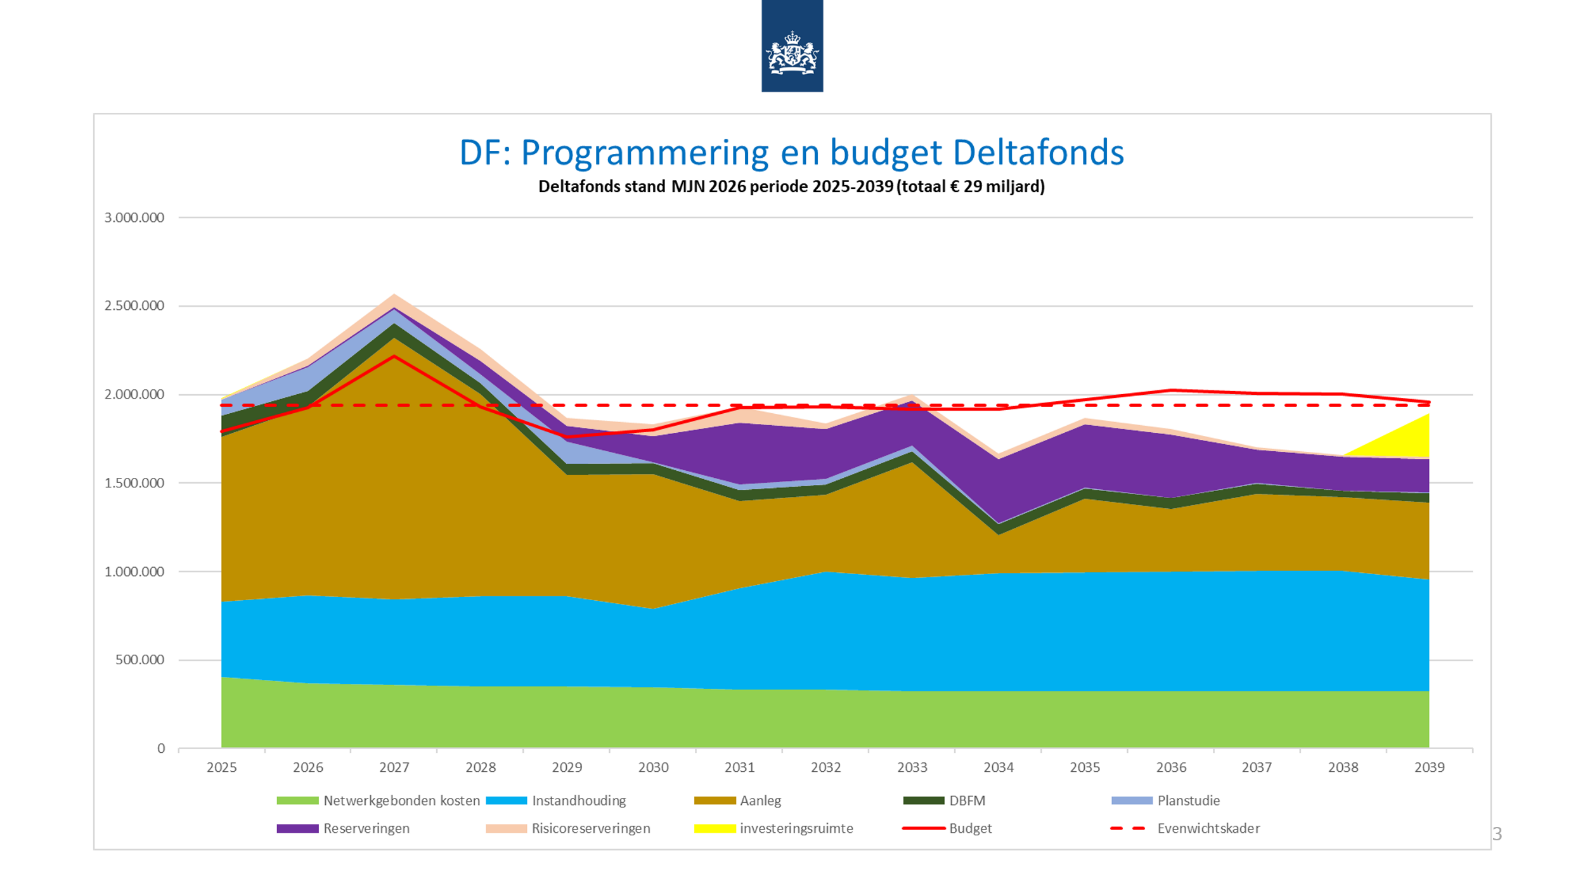 DF: Programmering en budget Deltafonds
Deltafonds stand MJN 2026 periode 2025-2039 (totaal € 29 miljard)
3.000.000
2.500.000
2.000.000
1.500.000
1.000.000
500.000
0
2025 2026 2027 2028 2029 2030 2031 2032 2033 2034 2035 2036 2037 2038 2039
Netwerkgebonden kosten Instandhouding Aanleg DBFM Planstudie
Reserveringen Risicoreserveringen investeringsruimte Budget Evenwichtskader
3